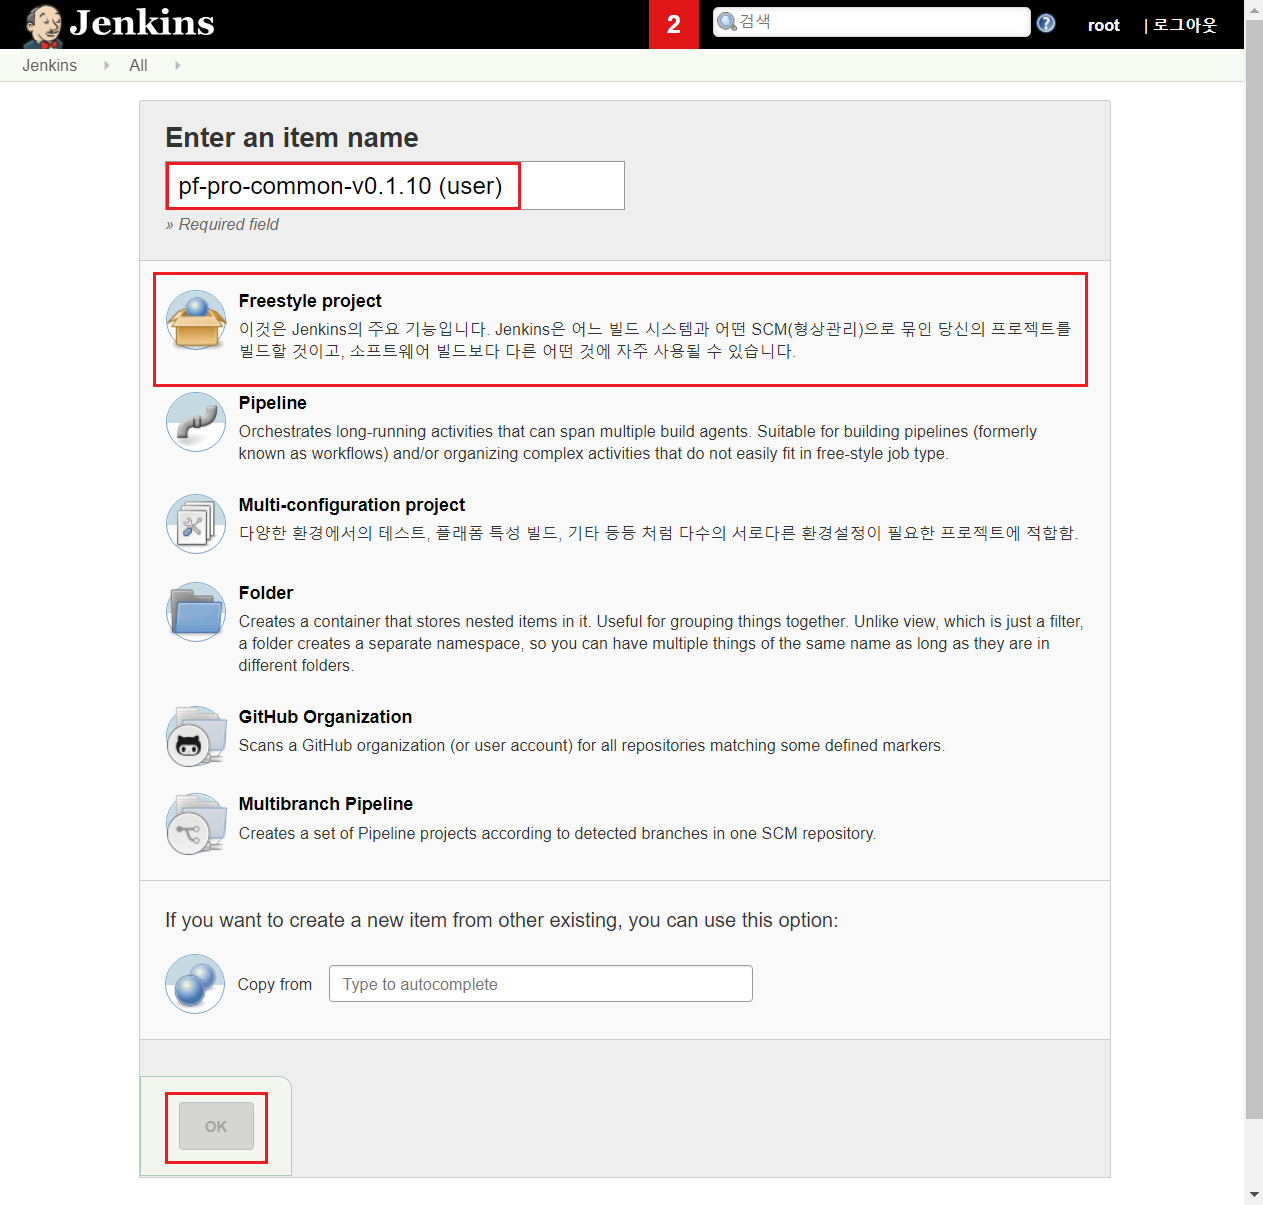 Jenkins
2
검색
?
root
| 로그아웃
Jenkins
All
Enter an item name
pf-pro-common-v0.1.10 (user)
» Required field
Freestyle project
이것은 Jenkins의 주요 기능입니다. Jenkins은 어느 빌드 시스템과 어떤 SCM(형상관리)으로 묶인 당신의 프로젝트를
빌드할 것이고, 소프트웨어 빌드보다 다른 어떤 것에 자주 사용될 수 있습니다.
Pipeline
Orchestrates long-running activities that can span multiple build agents. Suitable for building pipelines (formerly
known as workflows) and/or organizing complex activities that do not easily fit in free-style job type.
Multi-configuration project
다양한 환경에서의 테스트, 플래폼 특성 빌드, 기타 등등 처럼 다수의 서로다른 환경설정이 필요한 프로젝트에 적합함.
Folder
Creates a container that stores nested items in it. Useful for grouping things together. Unlike view, which is just a filter,
a folder creates a separate namespace, so you can have multiple things of the same name as long as they are in
different folders.
GitHub Organization
Scans a GitHub organization (or user account) for all repositories matching some defined markers.
Multibranch Pipeline
Creates a set of Pipeline projects according to detected branches in one SCM repository.
If you want to create a new item from other existing, you can use this option:
Copy from
Type to autocomplete
OK